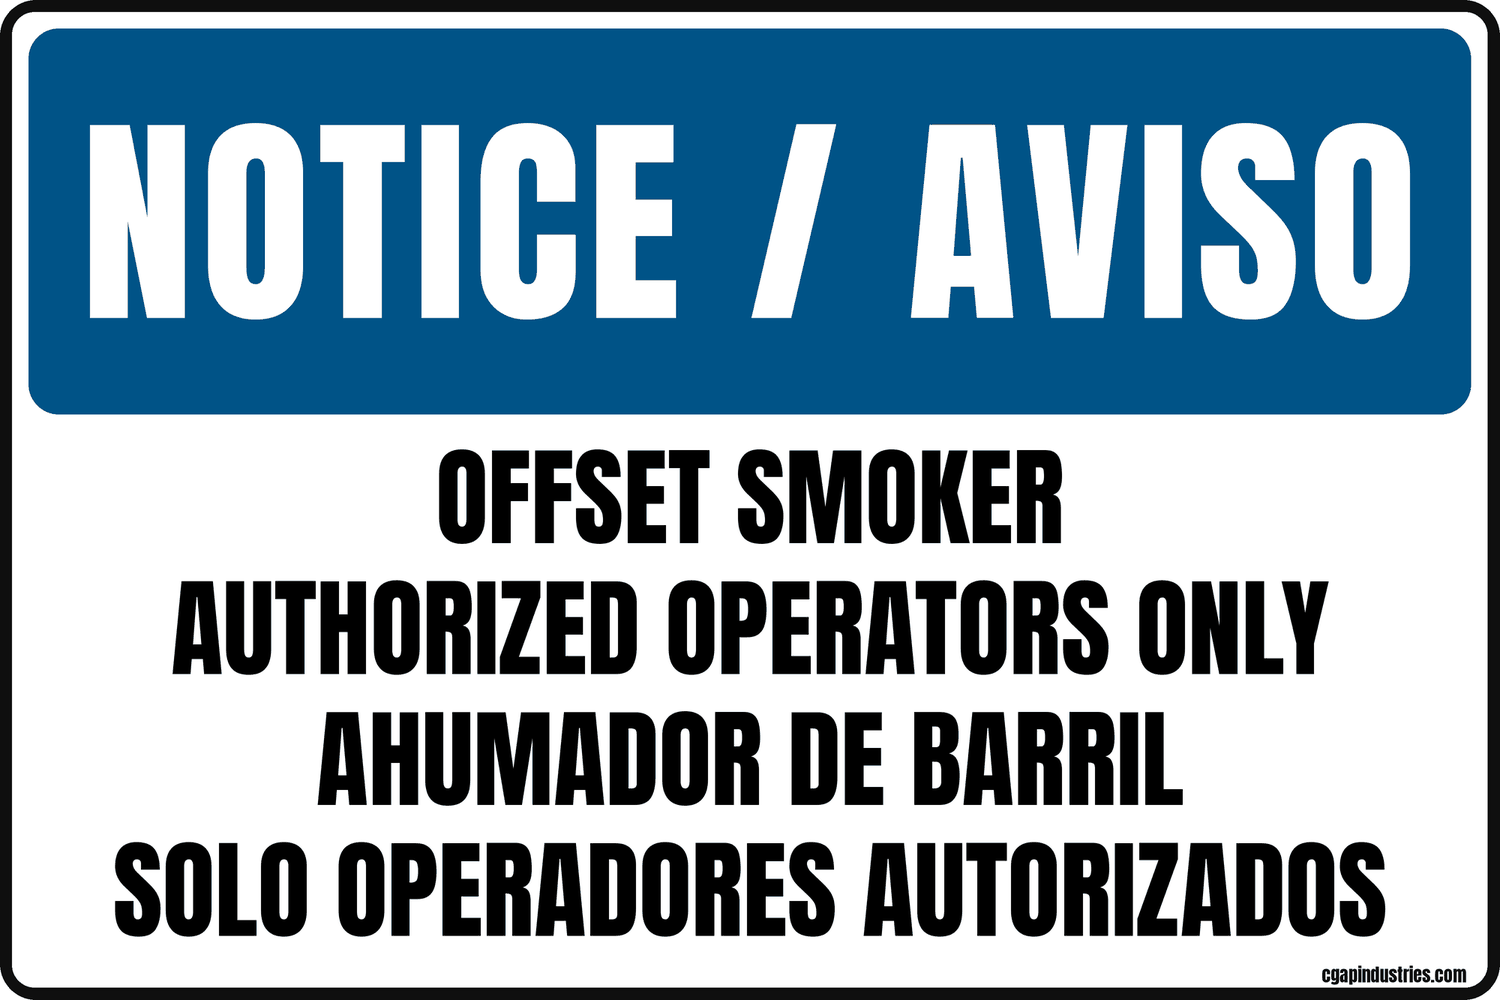 NOTICE / AVISO
OFFSET SMOKER
AUTHORIZED OPERATORS ONLY
AHUMADOR DE BARRIL
SOLO OPERADORES AUTORIZADOS
cgapindustries.com